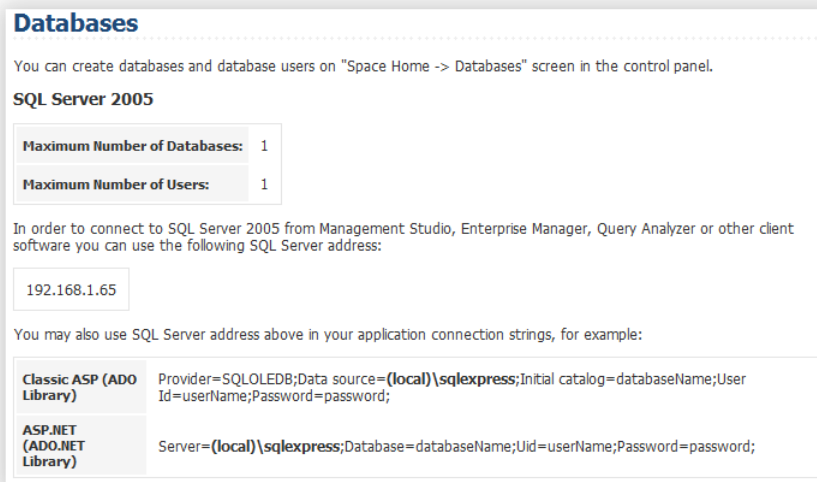 Databases
You can create databases and database users on "Space Home -> Databases" screen in the control panel.
SQL Server 2005
Maximum Number of Databases: 1
Maximum Number of Users: 1
In order to connect to SQL Server 2005 from Management Studio, Enterprise Manager, Query Analyzer or other client
software you can use the following SQL Server address:
192.168.1.65
You may also use SQL Server address above in your application connection strings, for example:
Classic ASP (ADO Library) Provider=SQLOLEDB;Data source=(local)\sqlexpress;Initial catalog=databaseName;User
Id=userName;Password=password;
ASP.NET
(ADO.NET
Library)
Server=(local)\sqlexpress;Database=databaseName;Uid=userName;Password=password;